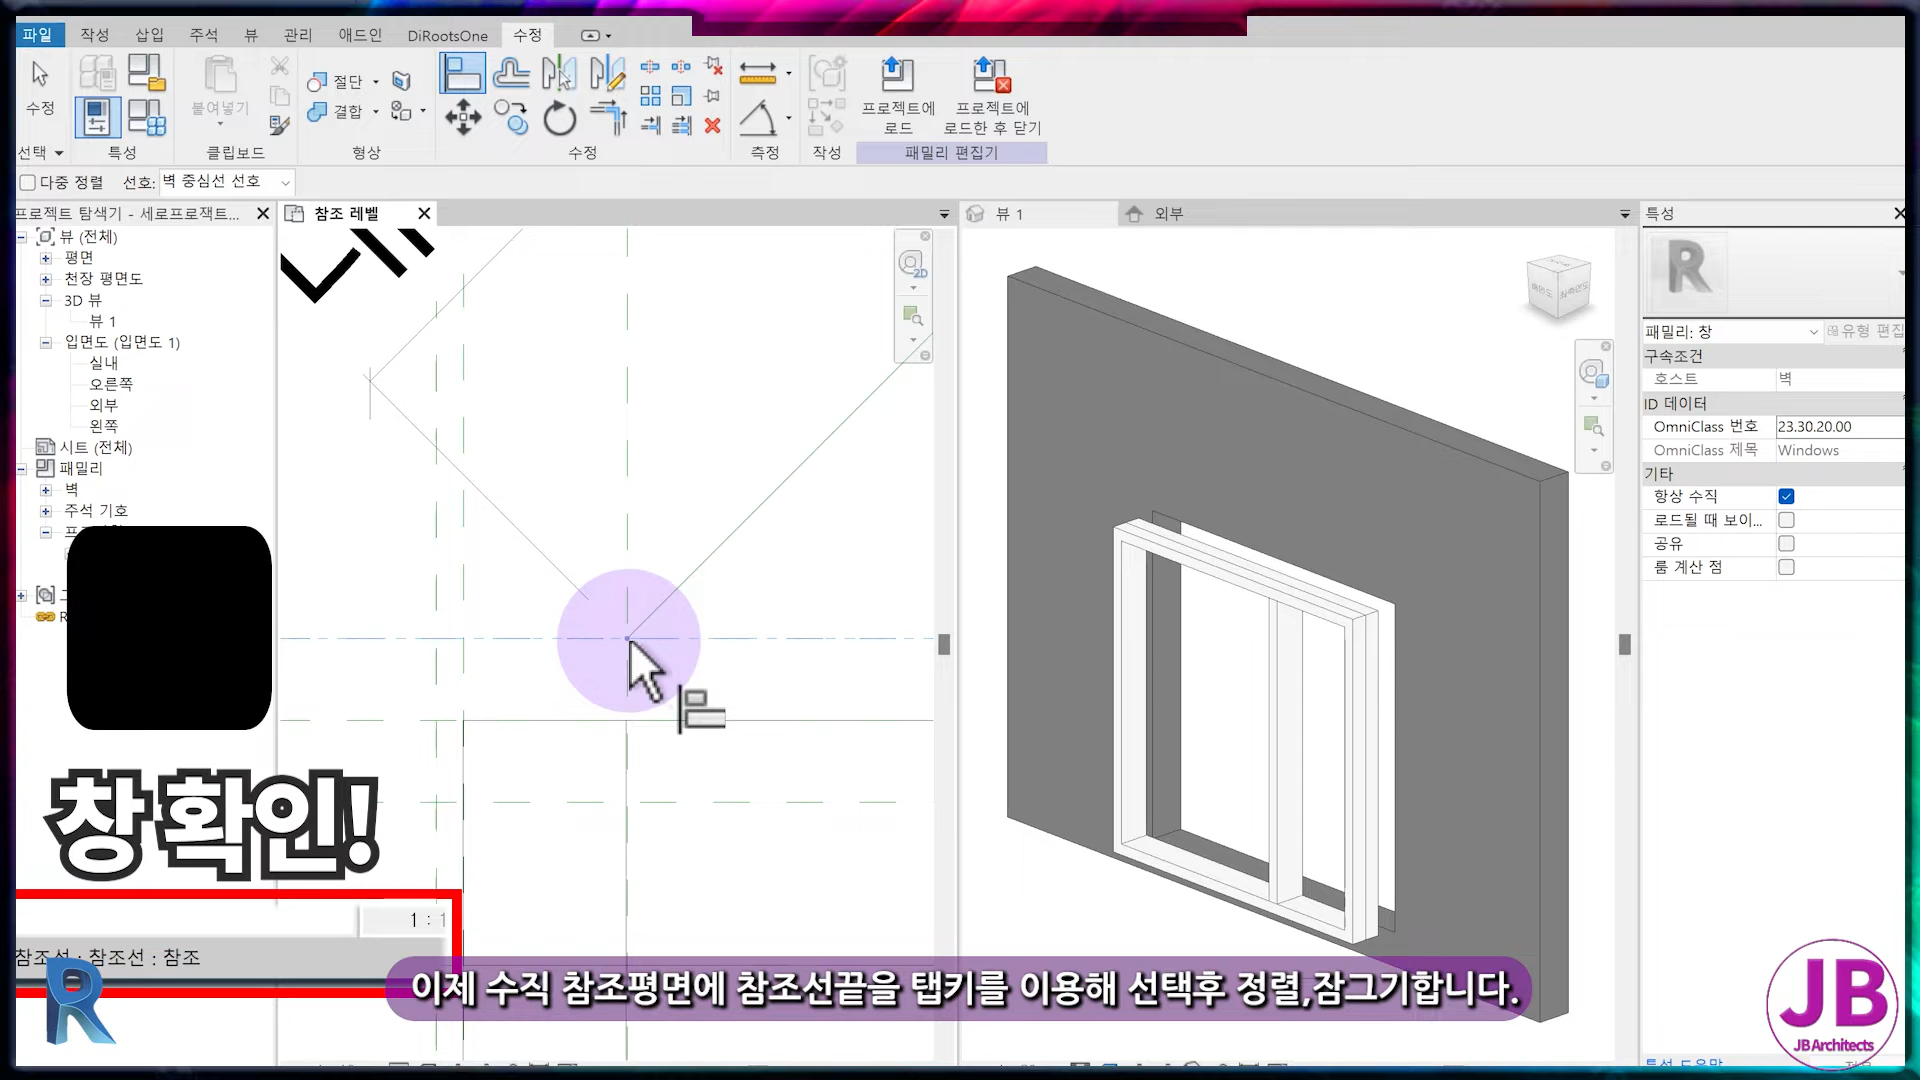 파일 작성 삽입 주석 뷰 관리 애드인 DiRootsOne 수정
수정
붙여넣기
절단
결합
프로젝트에 로드
프로젝트에 로드한 후 닫기
선택 특성 클립보드 형상 수정 측정 작성 패밀리 편집기
다중 정렬 선호: 벽 중심선 선호
프로젝트 탐색기 - 세로프로잭트...
참조 레벨
뷰 1
외부
특성
뷰 (전체)
평면
천장 평면도
3D 뷰
뷰 1
입면도 (입면도 1)
실내
오른쪽
외부
왼쪽
시트 (전체)
패밀리
벽
주석 기호
2D
R
패밀리: 창
유형 편집
구속조건
호스트 벽
ID 데이터
OmniClass 번호 23.30.20.00
OmniClass 제목 Windows
기타
항상 수직
로드될 때 보이...
공유
룸 계산 점
창 확인!
1 : 1
참조선 : 참조선 : 참조
이제 수직 참조평면에 참조선끝을 탭키를 이용해 선택후 정렬,잠그기합니다.
R
JB
JB Architects